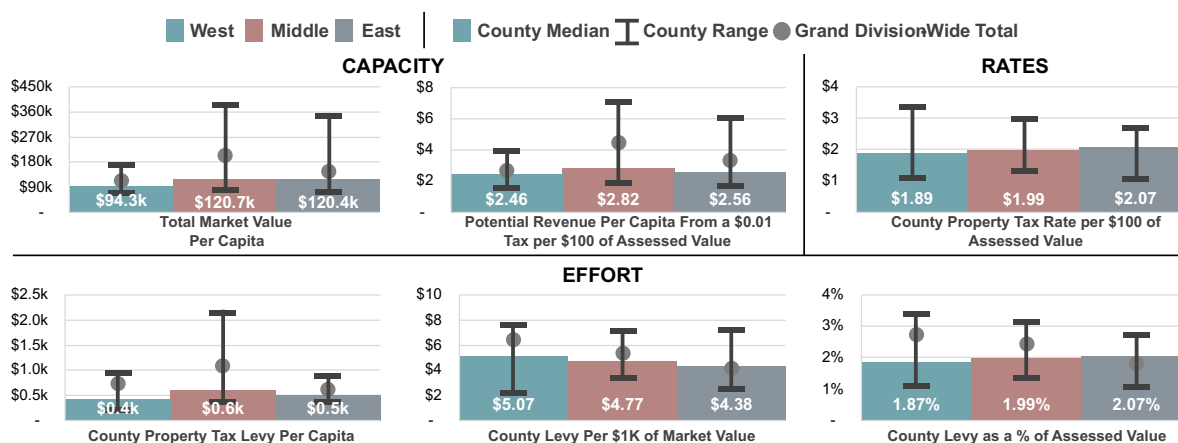 West Middle East County Median County Range Grand Division-Wide Total
CAPACITY
RATES
$450k
$360k
$270k
$180k
$90k
-
$94.3k $120.7k $120.4k
Total Market Value
Per Capita
$8
$6
$4
$2
-
$2.46 $2.82 $2.56
Potential Revenue Per Capita From a $0.01
Tax per $100 of Assessed Value
$4
$3
$2
$1
-
$1.89 $1.99 $2.07
County Property Tax Rate per $100 of
Assessed Value
EFFORT
$2.5k
$2.0k
$1.5k
$1.0k
$0.5k
-
$0.4k $0.6k $0.5k
County Property Tax Levy Per Capita
$10
$8
$6
$4
$2
-
$5.07 $4.77 $4.38
County Levy Per $1K of Market Value
4%
3%
2%
1%
-
1.87% 1.99% 2.07%
County Levy as a % of Assessed Value